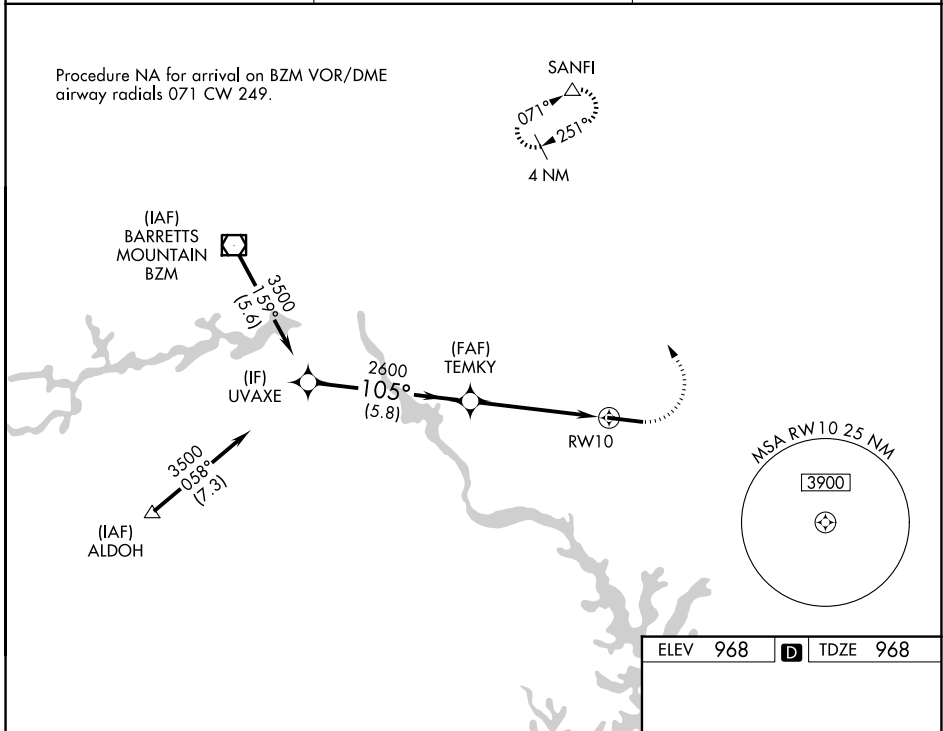 Procedure NA for arrival on BZM VOR/DME
airway radials 071 CW 249.
SANFI
071°
251°
4 NM
(IAF)
BARRETTS
MOUNTAIN
BZM
3500
159°
(5.6)
(IF)
UVAXE
2600
105°
(5.8)
(FAF)
TEMKY
RW10
3500
058°
(7.3)
(IAF)
ALDOH
MSA RW10 25 NM
3900
ELEV 968 D TDZE 968